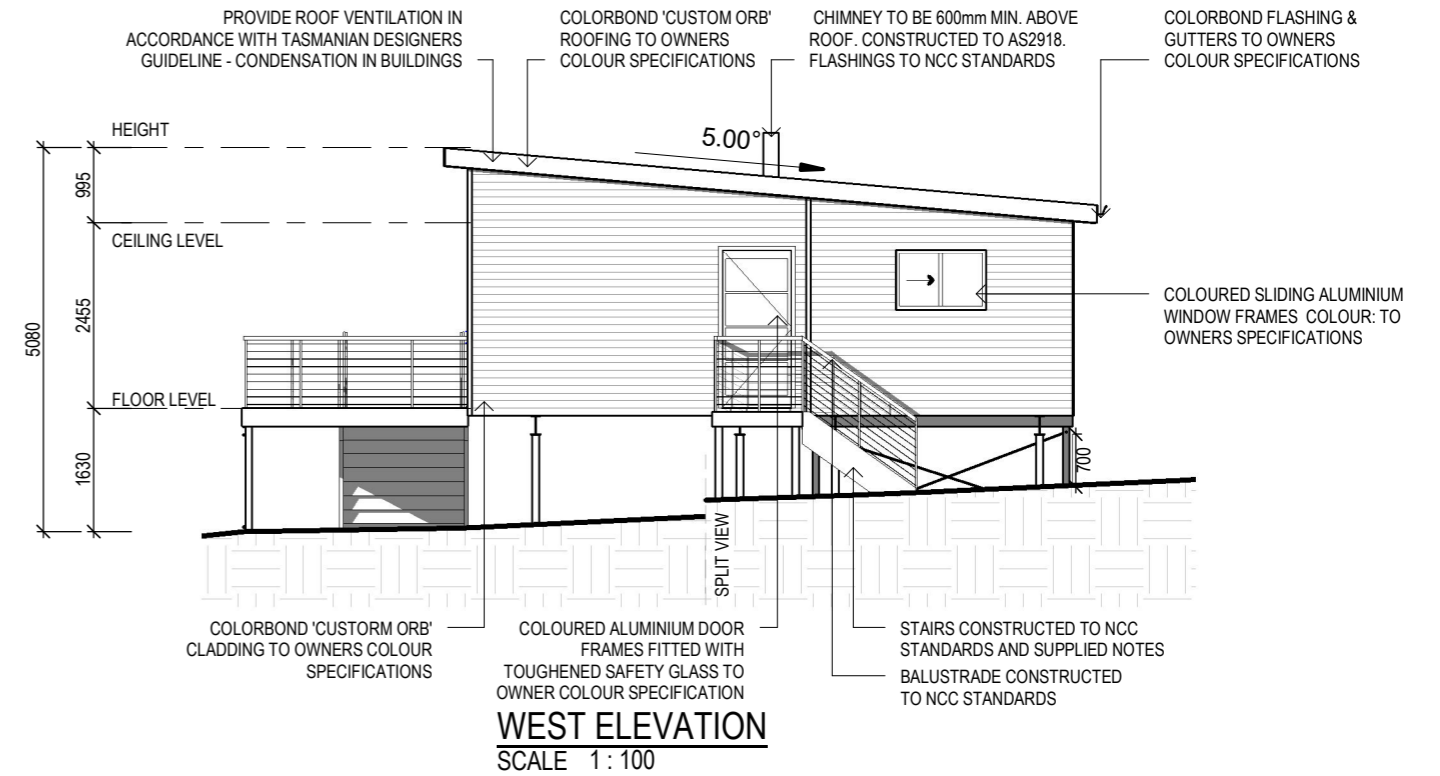 PROVIDE ROOF VENTILATION IN
ACCORDANCE WITH TASMANIAN DESIGNERS
GUIDELINE - CONDENSATION IN BUILDINGS
COLORBOND 'CUSTOM ORB'
ROOFING TO OWNERS
COLOUR SPECIFICATIONS
CHIMNEY TO BE 600mm MIN. ABOVE
ROOF. CONSTRUCTED TO AS2918.
FLASHINGS TO NCC STANDARDS
COLORBOND FLASHING &
GUTTERS TO OWNERS
COLOUR SPECIFICATIONS
HEIGHT
5.00°
995
CEILING LEVEL
2455
5080
COLOURED SLIDING ALUMINIUM
WINDOW FRAMES COLOUR: TO
OWNERS SPECIFICATIONS
FLOOR LEVEL
1630
700
SPLIT VIEW
COLORBOND 'CUSTORM ORB'
CLADDING TO OWNERS COLOUR
SPECIFICATIONS
COLOURED ALUMINIUM DOOR
FRAMES FITTED WITH
TOUGHENED SAFETY GLASS TO
OWNER COLOUR SPECIFICATION
STAIRS CONSTRUCTED TO NCC
STANDARDS AND SUPPLIED NOTES
BALUSTRADE CONSTRUCTED
TO NCC STANDARDS
WEST ELEVATION
SCALE 1 : 100